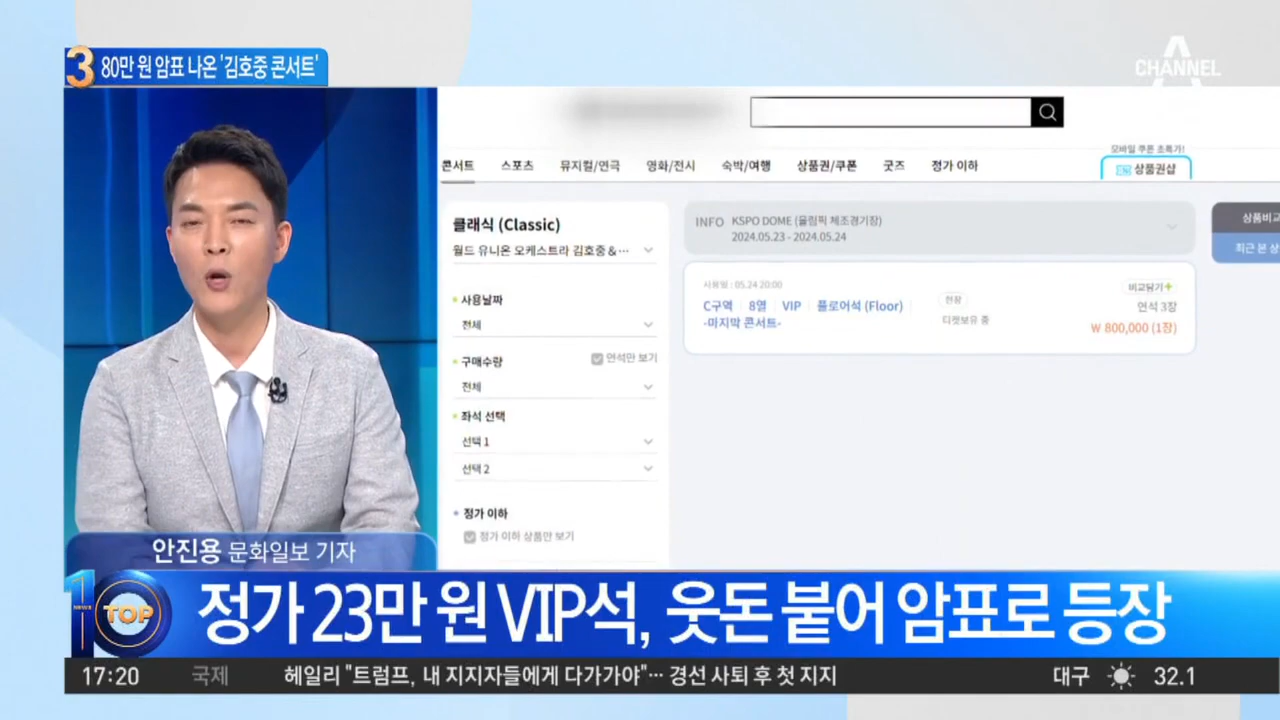 3 80만 원 암표 나온 '김호중 콘서트'
CHANNEL A
콘서트 스포츠 뮤지컬/연극 영화/전시 숙박/여행 상품권/쿠폰 굿즈 정가 이하
모바일 쿠폰 초특가!
상품권샵
클래식 (Classic)
월드 유니온 오케스트라 김호중 & ···
사용날짜
전체
구매수량
연석만 보기
전체
좌석 선택
선택 1
선택 2
정가 이하
정가 이하 상품만 보기
INFO KSPO DOME (올림픽 체조경기장)
2024.05.23 - 2024.05.24
사용일 : 05.24 20:00
C구역 8열 VIP 플로어석 (Floor)
-마지막 콘서트-
현장
티켓보유 중
비교담기+
연석 3장
₩ 800,000 (1장)
상품비교
최근 본 상
안진용 문화일보 기자
NEWS TOP 10
정가 23만 원 VIP석, 웃돈 붙어 암표로 등장
17:20 국제 헤일리 "트럼프, 내 지지자들에게 다가가야"··· 경선 사퇴 후 첫 지지 대구 32.1